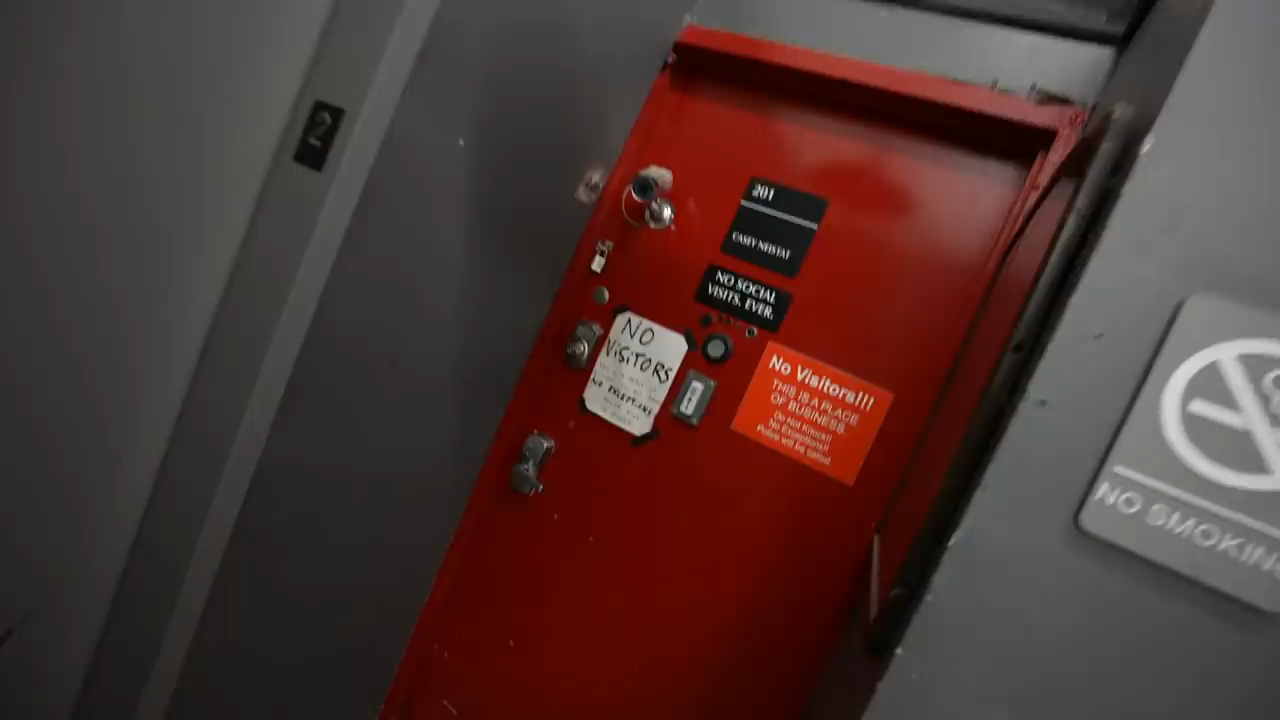 2
201
CASEY NEISTAT
NO SOCIAL
VISITS. EVER.
NO
VISITORS
NO EXCEPTIONS
No Visitors!!!
THIS IS A PLACE
OF BUSINESS.
Do Not Knock!!
No Exceptions!!
Police will be called
NO SMOKING